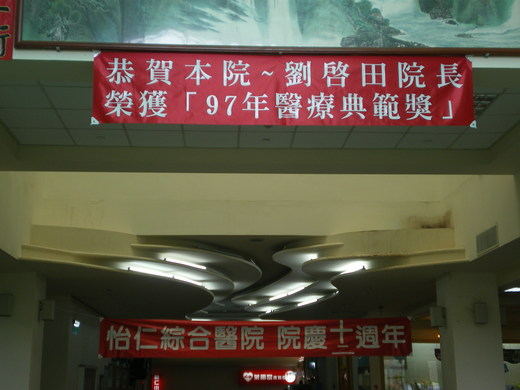 恭賀本院~劉啓田院長
榮獲「97年醫療典範獎」
怡仁綜合醫院 院慶十二週年